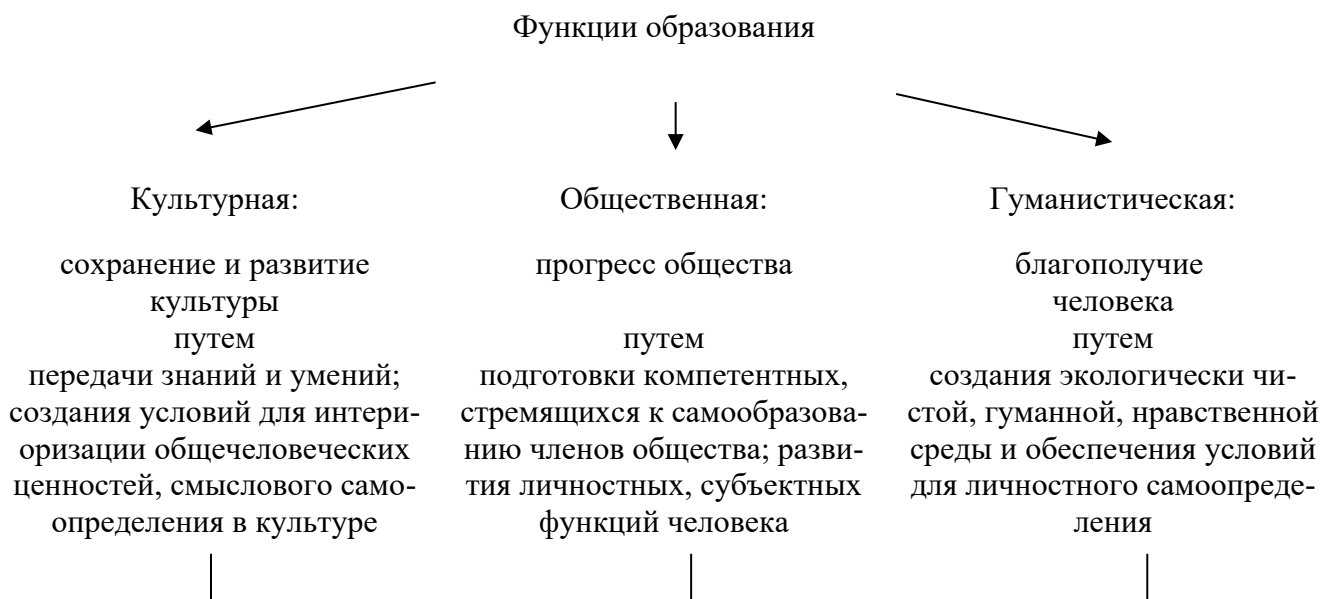 Функции образования
Культурная:
сохранение и развитие
культуры
путем
передачи знаний и умений;
создания условий для интери-
оризации общечеловеческих
ценностей, смыслового само-
определения в культуре
Общественная:
прогресс общества
путем
подготовки компетентных,
стремящихся к самообразова-
нию членов общества; разви-
тия личностных, субъектных
функций человека
Гуманистическая:
благополучие
человека
путем
создания экологически чи-
стой, гуманной, нравственной
среды и обеспечения условий
для личностного самоопреде-
ления